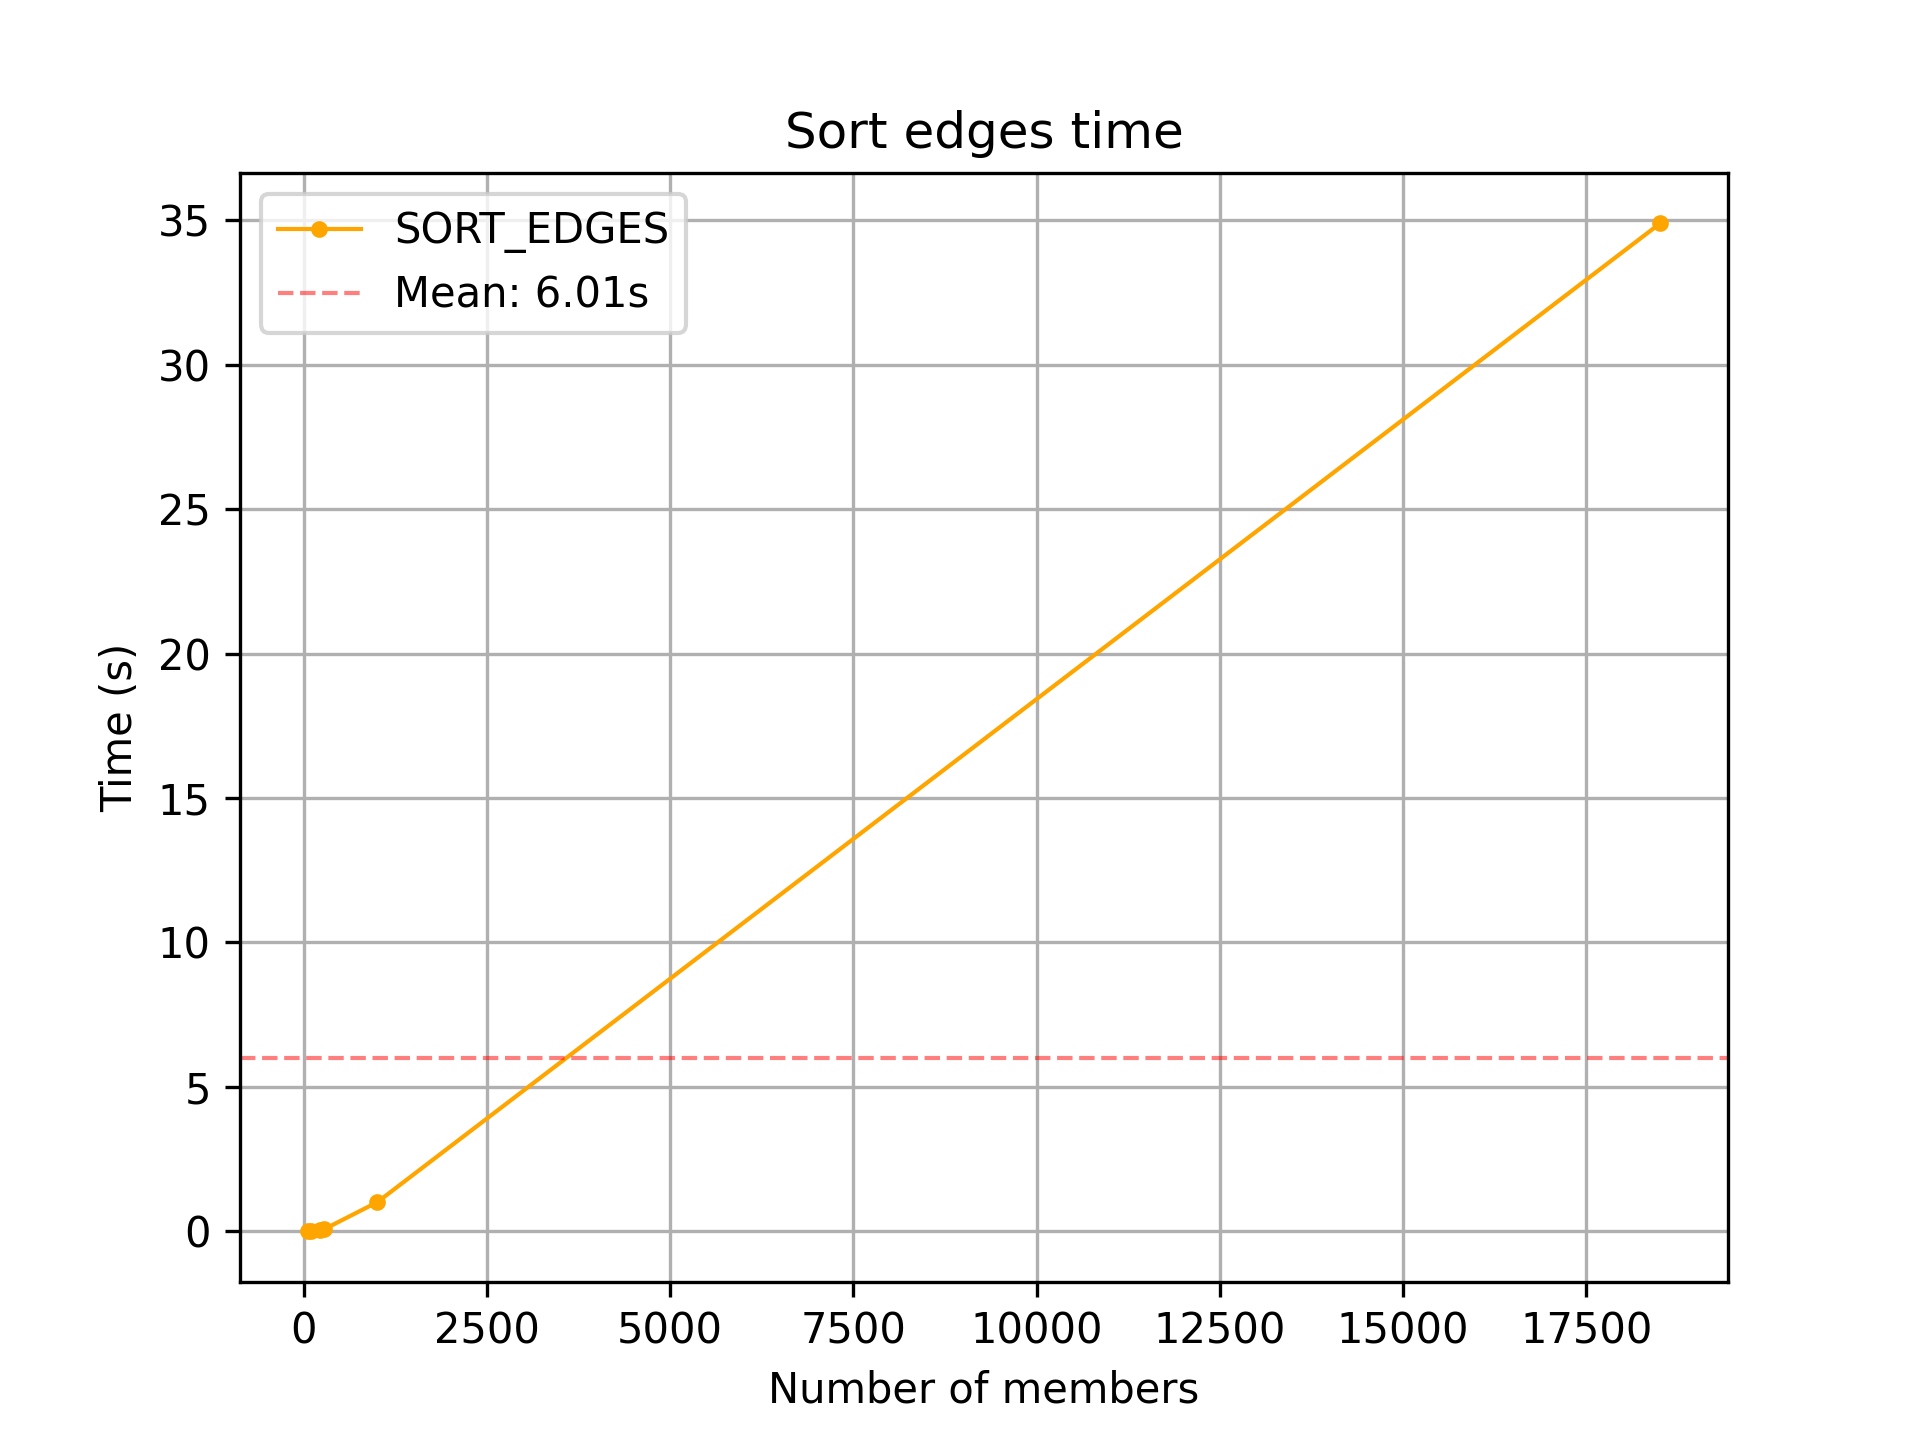 Sort edges time
SORT_EDGES
Mean: 6.01s
35
30
25
20
15
10
5
0
Time (s)
0 2500 5000 7500 10000 12500 15000 17500
Number of members